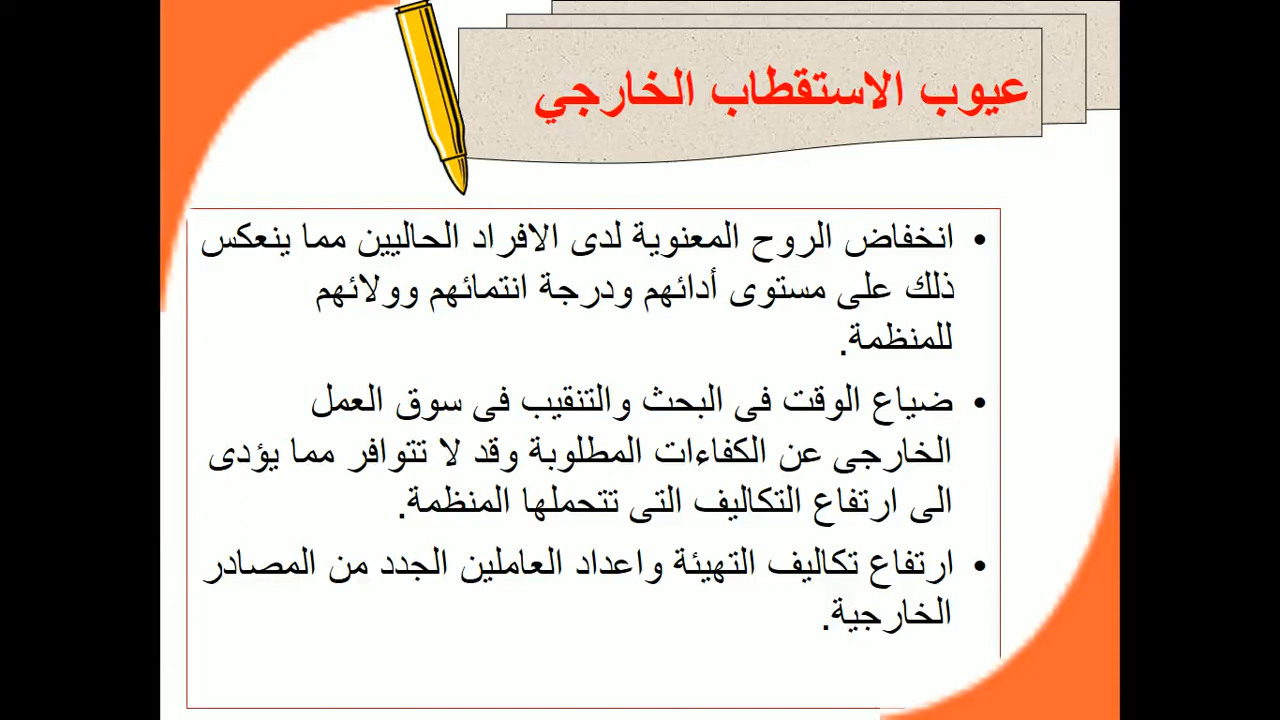 عيوب الاستقطاب الخارجي
• انخفاض الروح المعنوية لدى الافراد الحاليين مما ينعكس
ذلك على مستوى أدائهم ودرجة انتمائهم وولائهم
للمنظمة.
• ضياع الوقت فى البحث والتنقيب فى سوق العمل
الخارجى عن الكفاءات المطلوبة وقد لا تتوافر مما يؤدى
الى ارتفاع التكاليف التى تتحملها المنظمة.
• ارتفاع تكاليف التهيئة واعداد العاملين الجدد من المصادر
الخارجية.